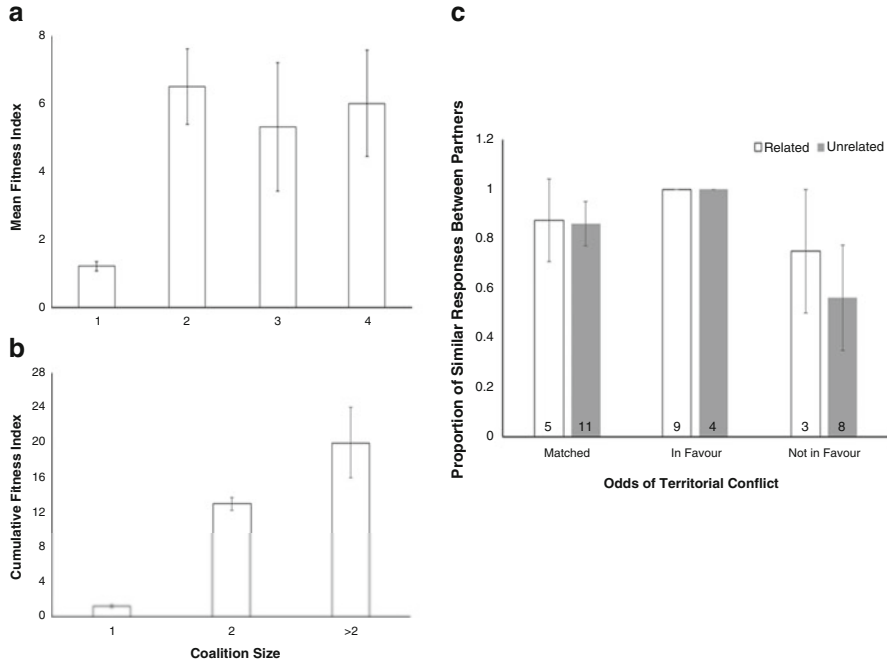 a
8
6
4
2
0
Mean Fitness Index
1 2 3 4
b
28
24
20
16
12
8
4
0
Cumulative Fitness Index
1 2 >2
Coalition Size
c
1.2
1
0.8
0.6
0.4
0.2
0
Proportion of Similar Responses Between Partners
Related Unrelated
5 11 9 4 3 8
Matched In Favour Not in Favour
Odds of Territorial Conflict